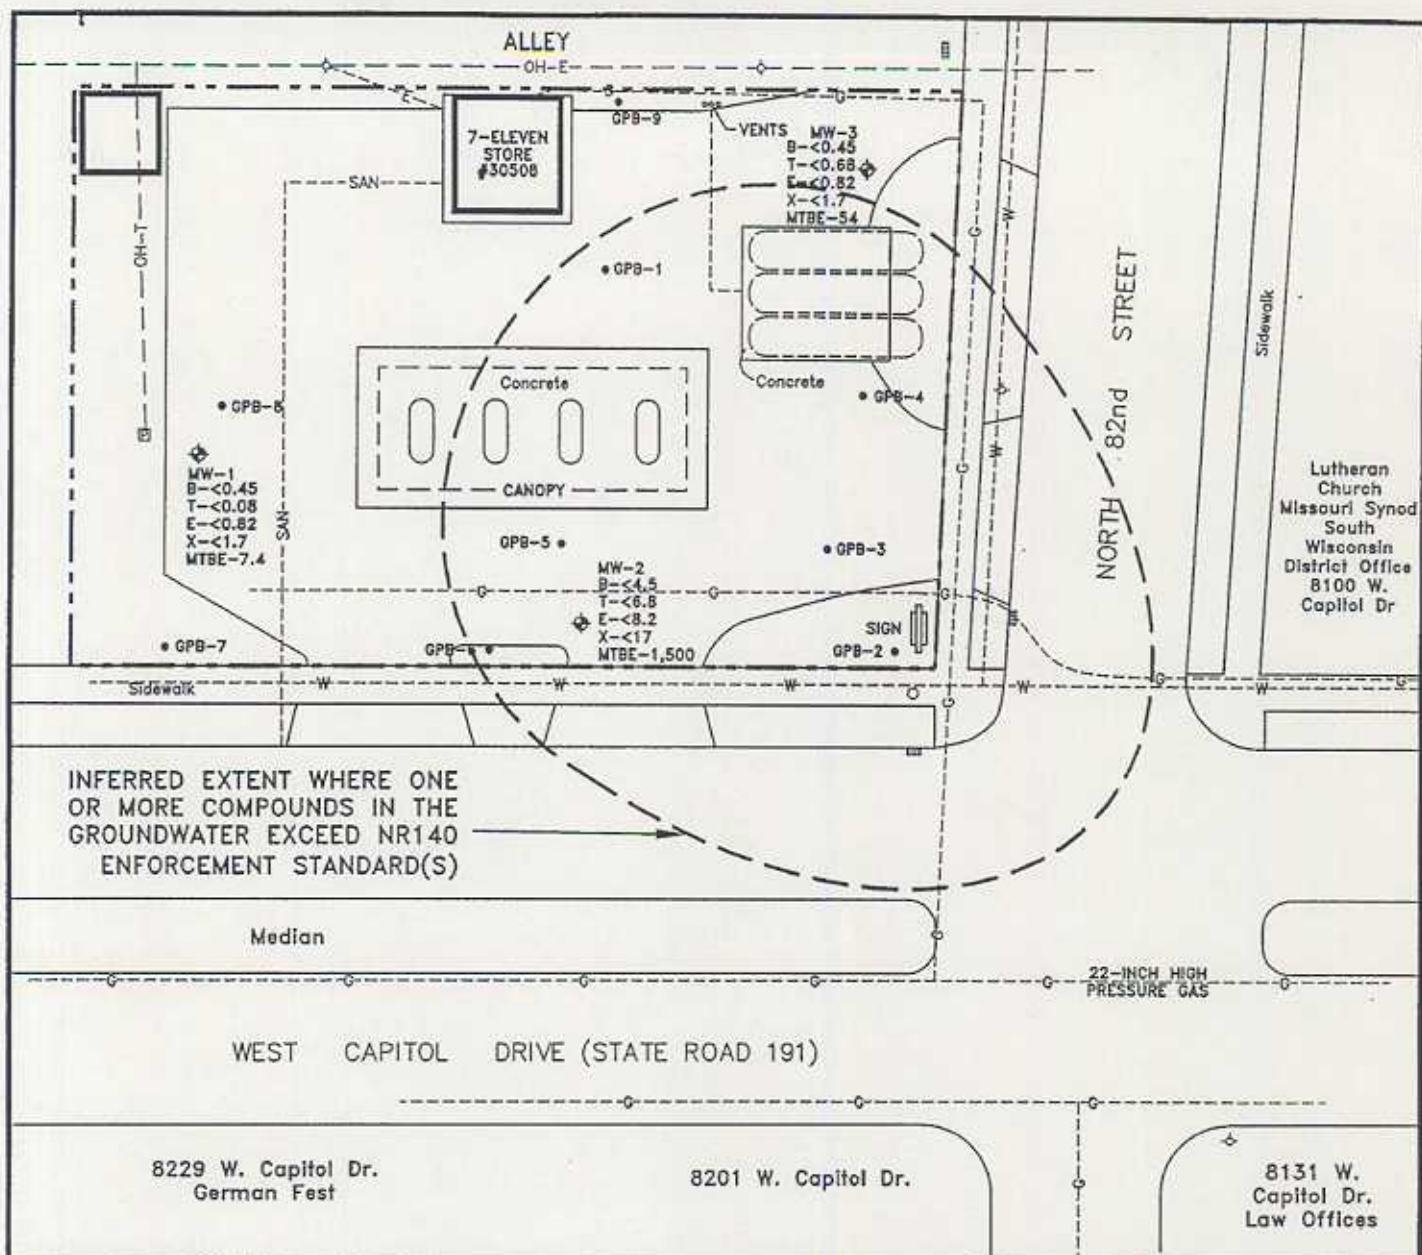 ALLEY
OH-E
E
G
G
GPB-9
VENTS
7-ELEVEN
STORE
#30508
MW-3
B-<0.45
T-<0.68
E-<0.82
X-<1.7
MTBE-54
SAN
OH-T
GPB-1
G
W
NORTH 82nd STREET
Sidewalk
Concrete
Concrete
GPB-4
GPB-8
CANOPY
MW-1
B-<0.45
T-<0.08
E-<0.82
X-<1.7
MTBE-7.4
SAN
G
W
Lutheran
Church
Missouri Synod
South
Wisconsin
District Office
8100 W.
Capitol Dr
GPB-5
GPB-3
MW-2
B-<4.5
T-<6.8
E-<8.2
X-<17
MTBE-1,500
G
G
G
SIGN
GPB-7
GPB-
GPB-2
Sidewalk
W
W
W
W
W
G
G
G
INFERRED EXTENT WHERE ONE
OR MORE COMPOUNDS IN THE
GROUNDWATER EXCEED NR140
ENFORCEMENT STANDARD(S)
Median
G
G
G
G
G
G
G
22-INCH HIGH
PRESSURE GAS
WEST CAPITOL DRIVE (STATE ROAD 191)
G
G
G
G
8229 W. Capitol Dr.
German Fest
8201 W. Capitol Dr.
8131 W.
Capitol Dr.
Law Offices